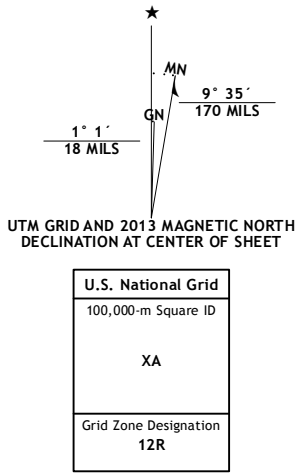 MN
9° 35´
170 MILS
GN
1° 1´
18 MILS
UTM GRID AND 2013 MAGNETIC NORTH
DECLINATION AT CENTER OF SHEET
U.S. National Grid
100,000-m Square ID
XA
Grid Zone Designation
12R